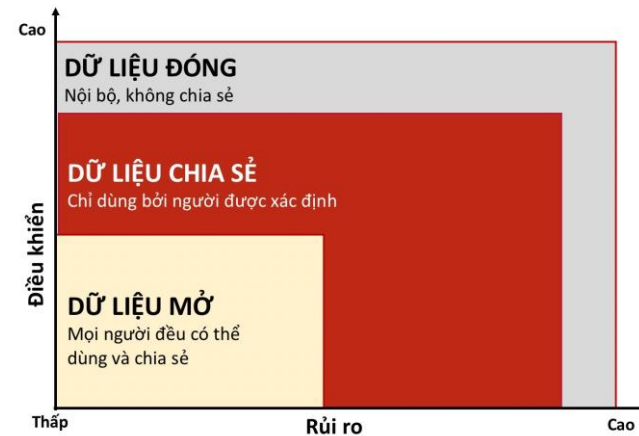 Cao
DỮ LIỆU ĐÓNG
Nội bộ, không chia sẻ
DỮ LIỆU CHIA SẺ
Chỉ dùng bởi người được xác định
Điều khiển
DỮ LIỆU MỞ
Mọi người đều có thể
dùng và chia sẻ
Thấp
Rủi ro
Cao